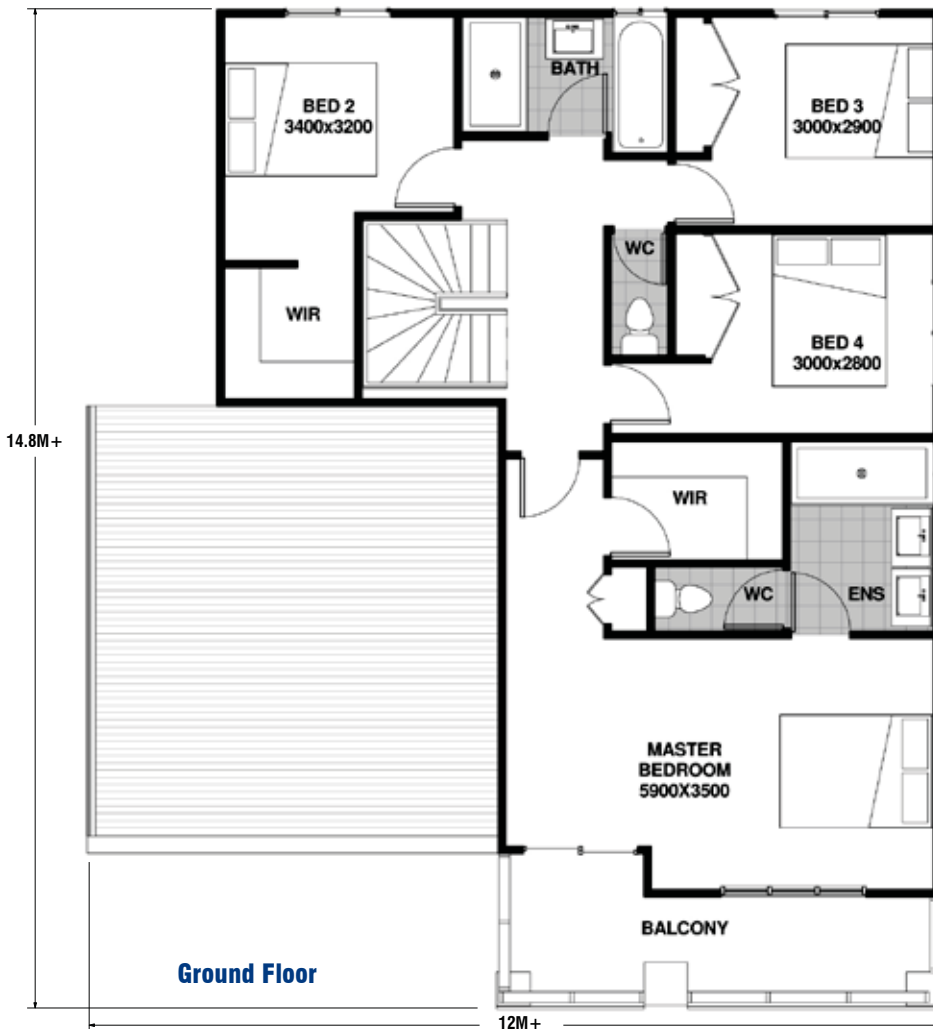 BATH
BED 2
3400x3200
BED 3
3000x2900
WC
WIR
BED 4
3000x2800
14.8M+
WIR
WC
ENS
MASTER
BEDROOM
5900X3500
BALCONY
Ground Floor
12M+